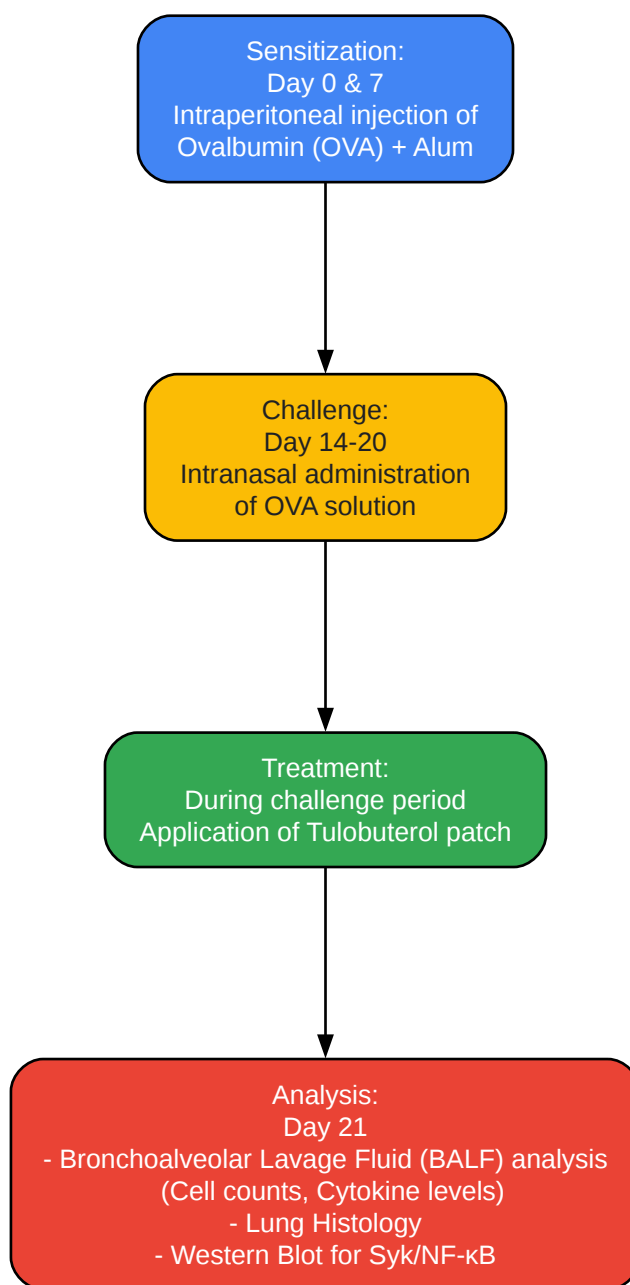 Sensitization:
Day 0 & 7
Intraperitoneal injection of
Ovalbumin (OVA) + Alum
Challenge:
Day 14-20
Intranasal administration
of OVA solution
Treatment:
During challenge period
Application of Tulobuterol patch
Analysis:
Day 21
- Bronchoalveolar Lavage Fluid (BALF) analysis
(Cell counts, Cytokine levels)
- Lung Histology
- Western Blot for Syk/NF-κB